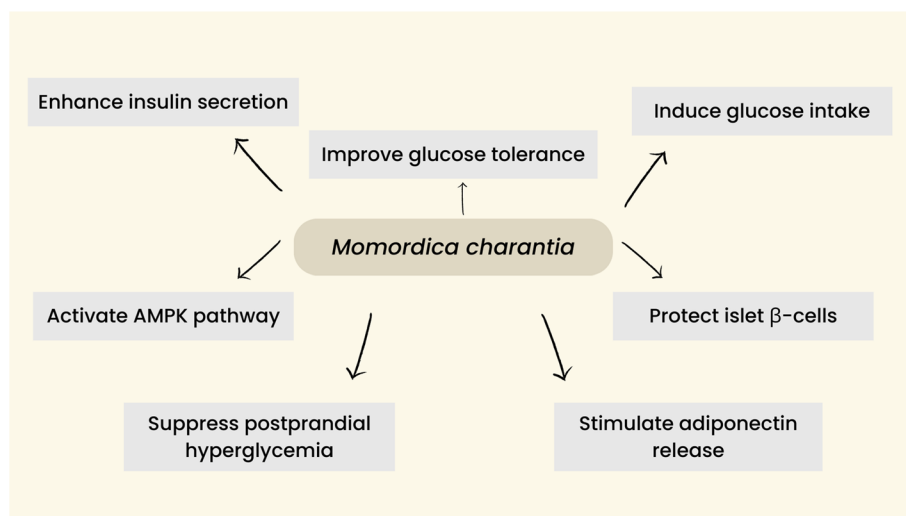 Enhance insulin secretion
Induce glucose intake
Improve glucose tolerance
Momordica charantia
Activate AMPK pathway
Protect islet β-cells
Suppress postprandial
hyperglycemia
Stimulate adiponectin
release